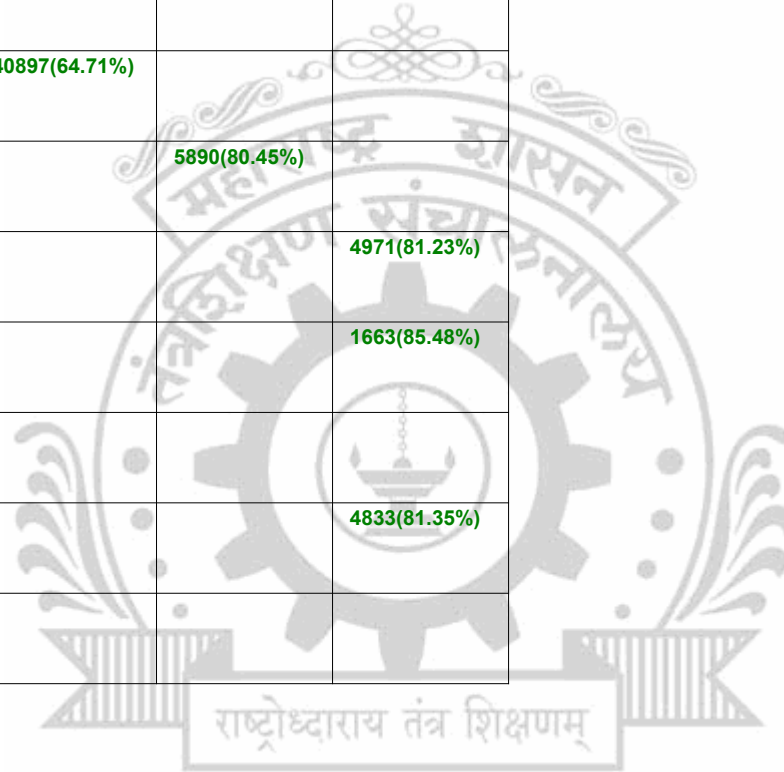 40897(64.71%)
5890(80.45%)
महाराष्ट्र शासन
तंत्रशिक्षण संचालनालय
4971(81.23%)
1663(85.48%)
4833(81.35%)
राष्ट्रोध्दाराय तंत्र शिक्षणम्